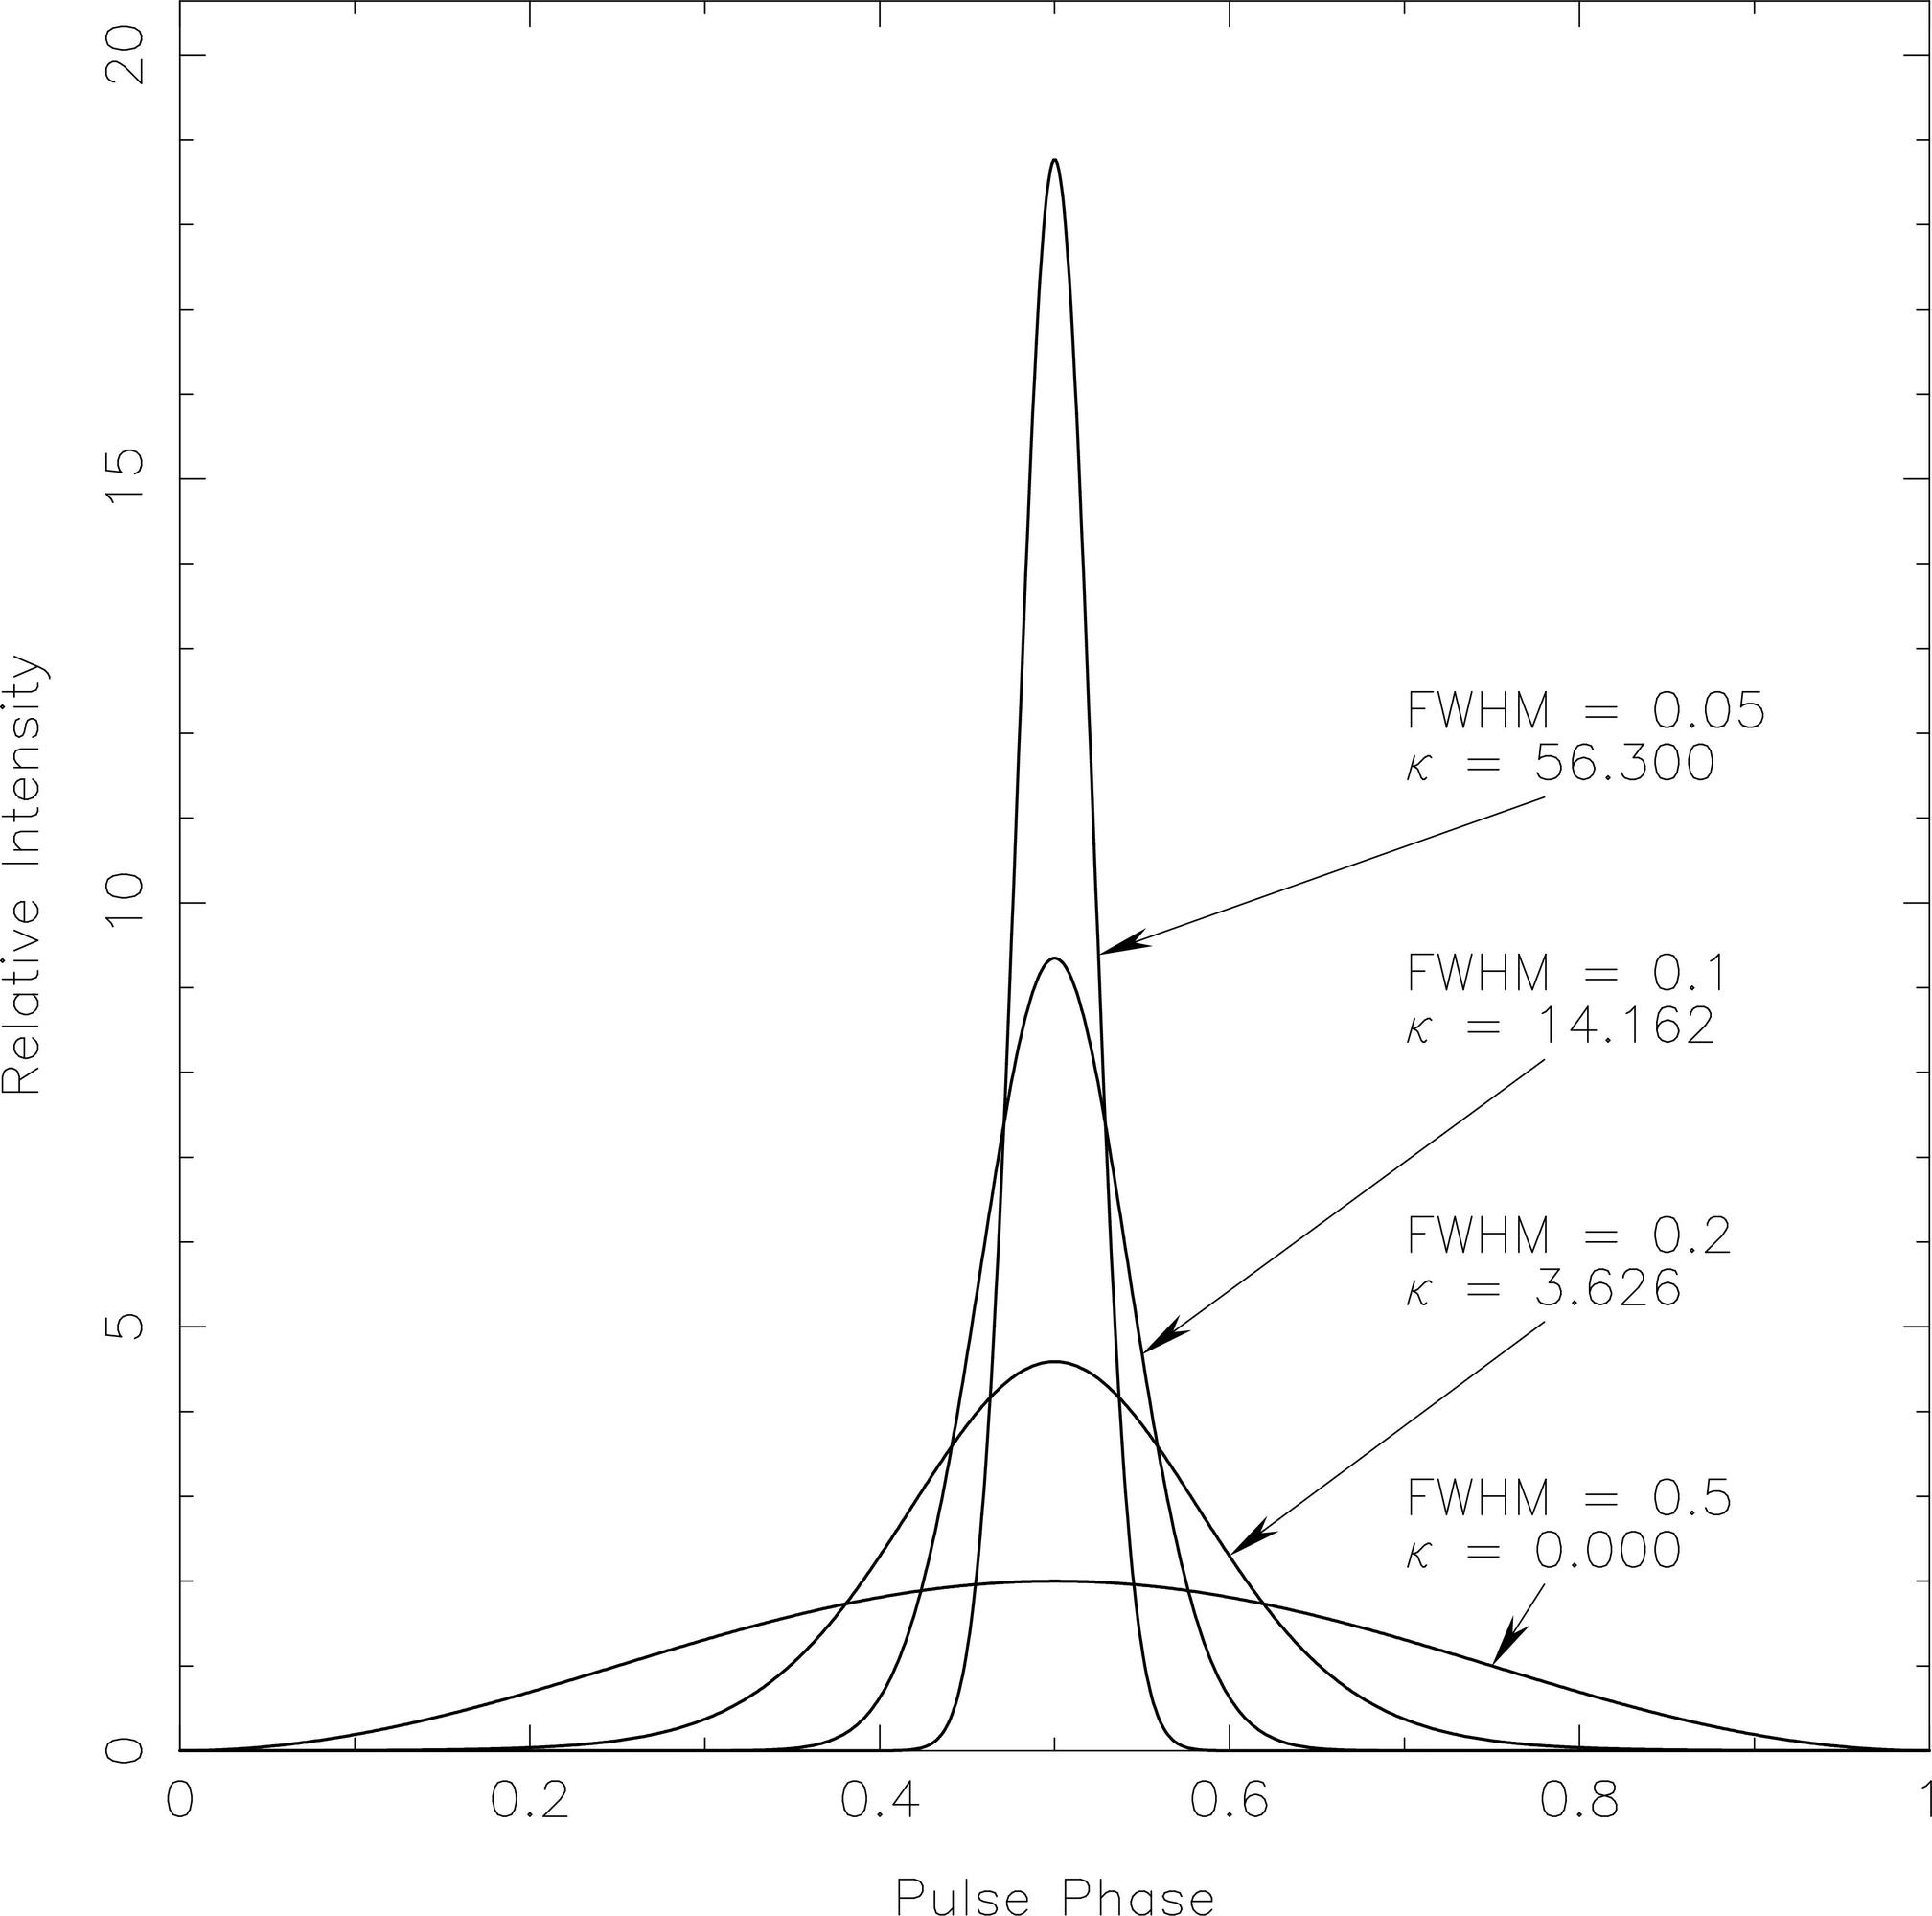 20
15
10
5
0
Relative Intensity
FWHM = 0.05
κ = 56.300
FWHM = 0.1
κ = 14.162
FWHM = 0.2
κ = 3.626
FWHM = 0.5
κ = 0.000
0 0.2 0.4 0.6 0.8 1
Pulse Phase